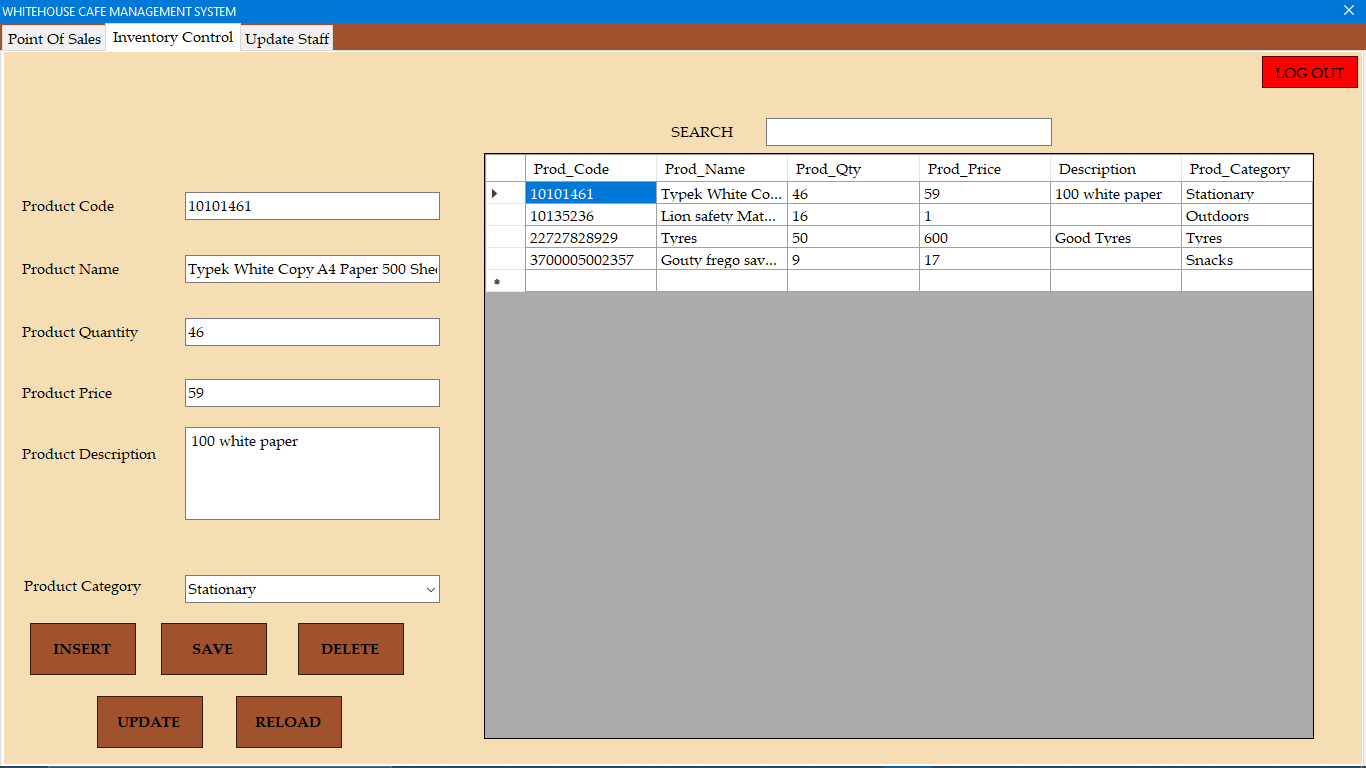 WHITEHOUSE CAFE MANAGEMENT SYSTEM
Point Of Sales Inventory Control Update Staff
LOG OUT
SEARCH
Product Code 10101461
Product Name Typek White Copy A4 Paper 500 Shee
Product Quantity 46
Product Price 59
Product Description 100 white paper
Product Category Stationary
INSERT SAVE DELETE
UPDATE RELOAD
Prod_Code Prod_Name Prod_Qty Prod_Price Description Prod_Category
10101461 Typek White Co... 46 59 100 white paper Stationary
10135236 Lion safety Mat... 16 1 Outdoors
22727828929 Tyres 50 600 Good Tyres Tyres
3700005002357 Gouty frego sav... 9 17 Snacks